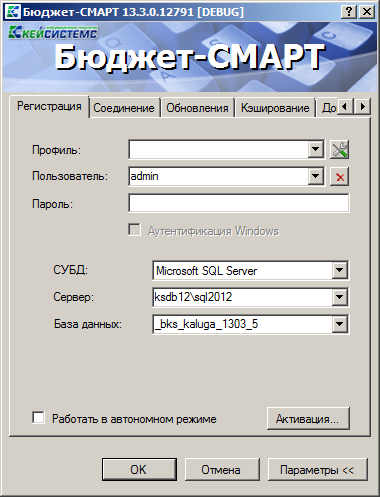 Бюджет-СМАРТ 13.3.0.12791 [DEBUG]
КЕЙСИСТЕМС
Бюджет-СМАРТ
Регистрация Соединение Обновления Кэширование До
Профиль:
Пользователь: admin
Пароль:
Аутентификация Windows
СУБД: Microsoft SQL Server
Сервер: ksdb12\sql2012
База данных: _bks_kaluga_1303_5
Работать в автономном режиме Активация...
OK Отмена Параметры <<